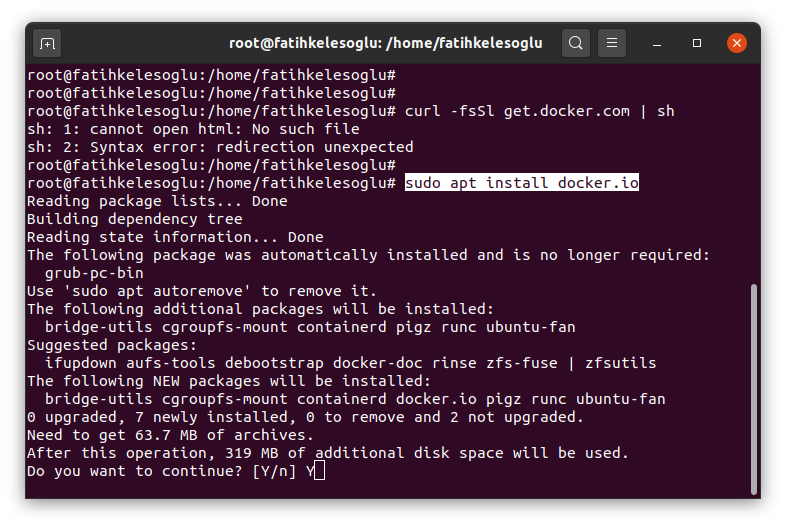 root@fatihkelesoglu: /home/fatihkelesoglu
root@fatihkelesoglu:/home/fatihkelesoglu#
root@fatihkelesoglu:/home/fatihkelesoglu#
root@fatihkelesoglu:/home/fatihkelesoglu# curl -fsSl get.docker.com | sh
sh: 1: cannot open html: No such file
sh: 2: Syntax error: redirection unexpected
root@fatihkelesoglu:/home/fatihkelesoglu#
root@fatihkelesoglu:/home/fatihkelesoglu# sudo apt install docker.io
Reading package lists... Done
Building dependency tree
Reading state information... Done
The following package was automatically installed and is no longer required:
  grub-pc-bin
Use 'sudo apt autoremove' to remove it.
The following additional packages will be installed:
  bridge-utils cgroupfs-mount containerd pigz runc ubuntu-fan
Suggested packages:
  ifupdown aufs-tools debootstrap docker-doc rinse zfs-fuse | zfsutils
The following NEW packages will be installed:
  bridge-utils cgroupfs-mount containerd docker.io pigz runc ubuntu-fan
0 upgraded, 7 newly installed, 0 to remove and 2 not upgraded.
Need to get 63.7 MB of archives.
After this operation, 319 MB of additional disk space will be used.
Do you want to continue? [Y/n] Y